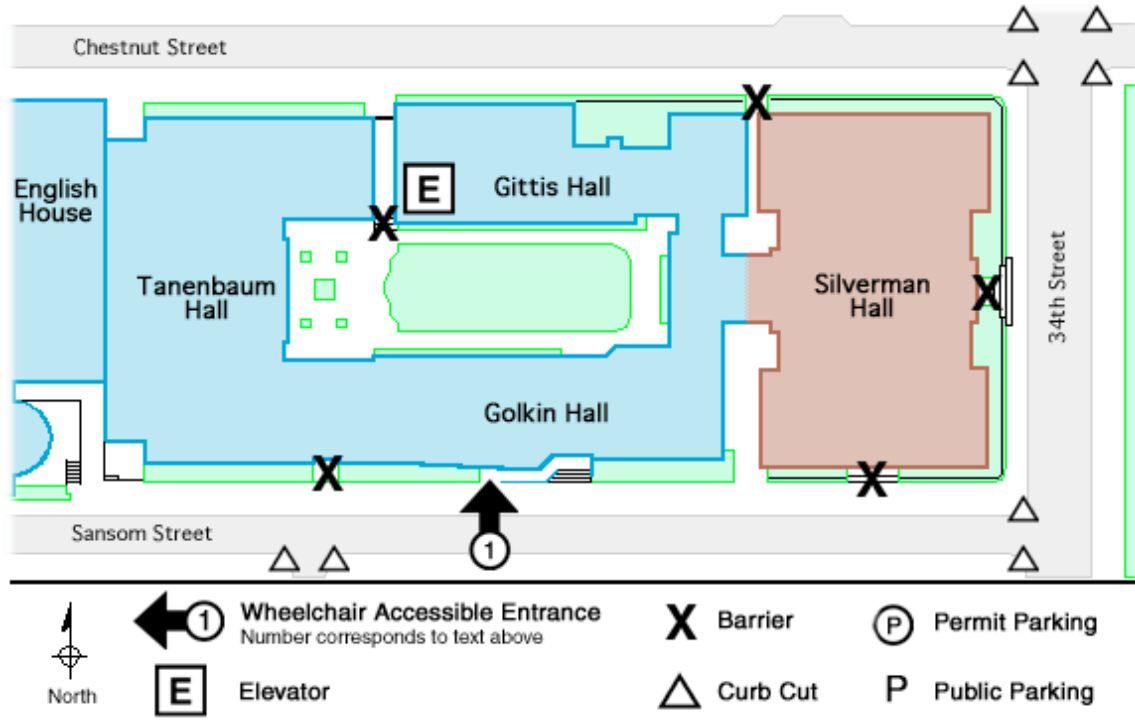 Chestnut Street
X
English
House
E
Gittis Hall
X
Tanenbaum
Hall
Silverman
Hall
X
34th Street
Golkin Hall
X
X
Sansom Street
1
1
Wheelchair Accessible Entrance
Number corresponds to text above
X
Barrier
P
Permit Parking
North
E
Elevator
Curb Cut
P
Public Parking